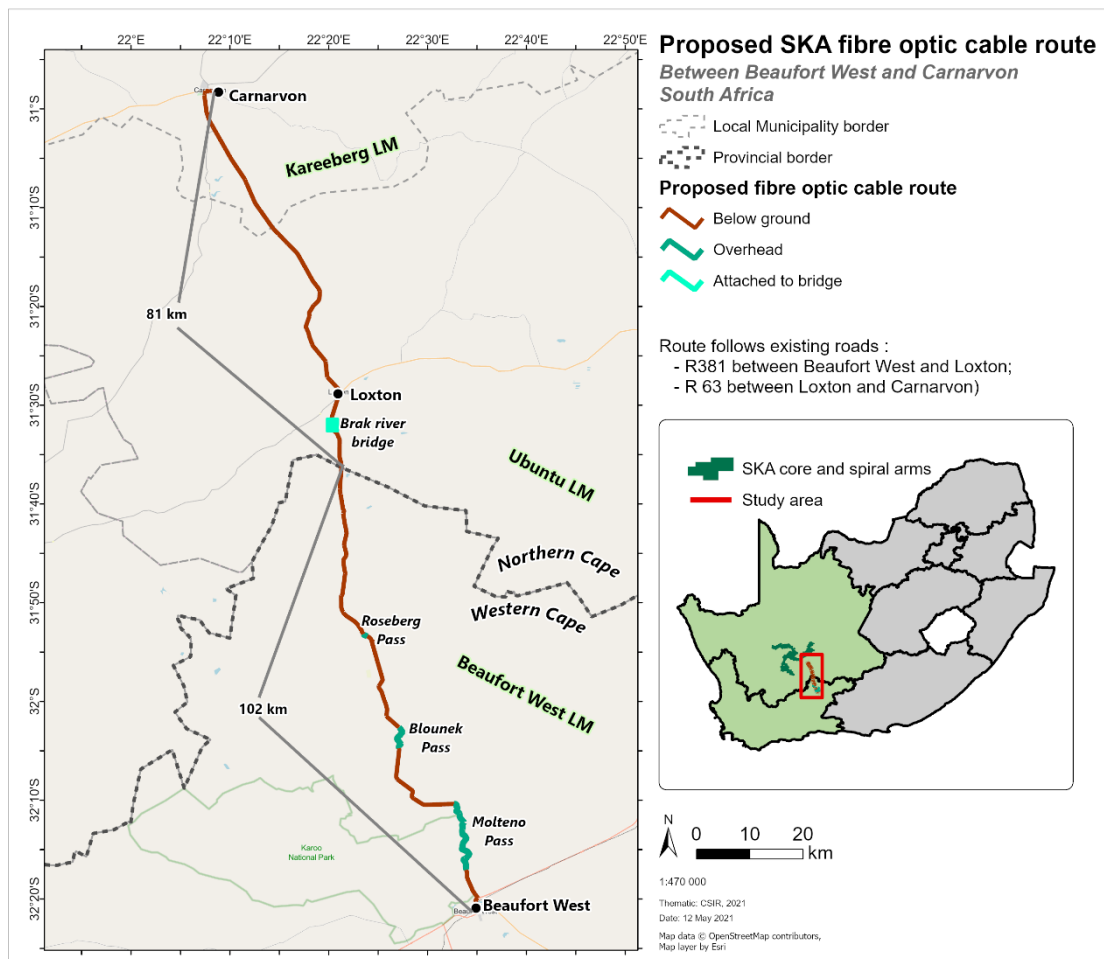 22°E
22°10'E
22°20'E
22°30'E
22°40'E
22°50'E
31°S
31°10'S
31°20'S
31°30'S
31°40'S
31°50'S
32°S
32°10'S
32°20'S
Carnarvon
Kareeberg LM
81 km
Loxton
Brak river
bridge
Ubuntu LM
Northern Cape
Western Cape
Roseberg
Pass
Beaufort West LM
102 km
Blounek
Pass
Molteno
Pass
Karoo
National Park
Beaufort West
Proposed SKA fibre optic cable route
Between Beaufort West and Carnarvon
South Africa
Local Municipality border
Provincial border
Proposed fibre optic cable route
Below ground
Overhead
Attached to bridge
Route follows existing roads :
- R381 between Beaufort West and Loxton;
- R 63 between Loxton and Carnarvon)
SKA core and spiral arms
Study area
N
0 10 20
km
1:470 000
Thematic: CSIR, 2021
Date: 12 May 2021
Map data © OpenStreetMap contributors,
Map layer by Esri